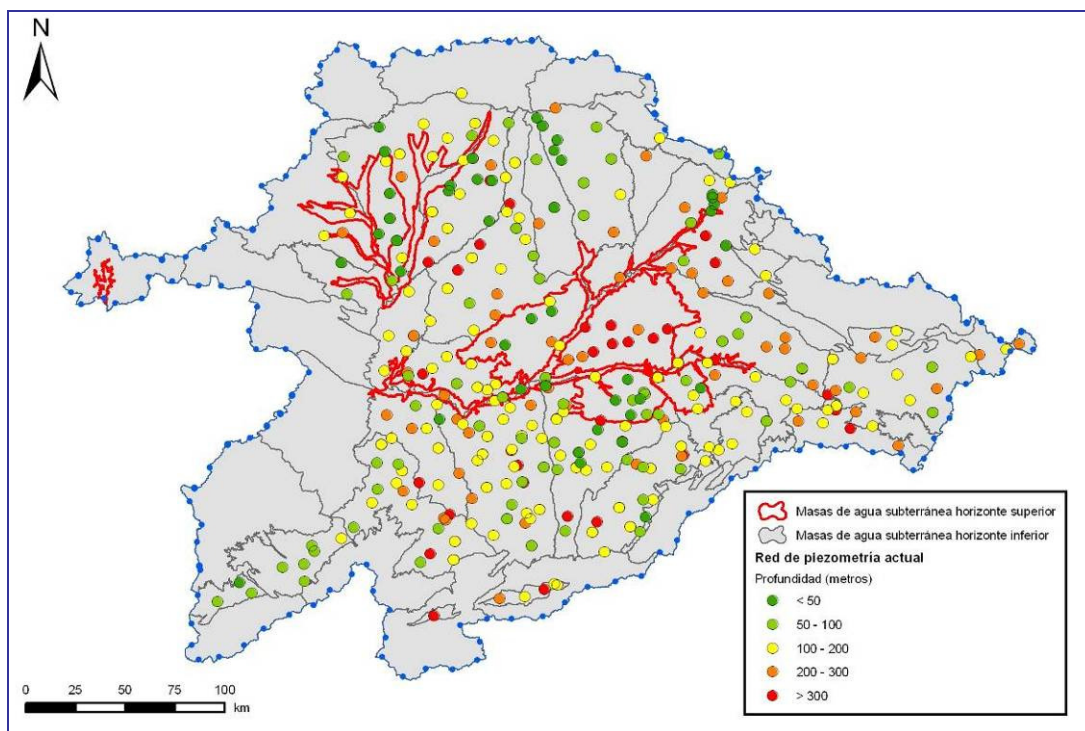 N
Masas de agua subterránea horizonte superior
Masas de agua subterránea horizonte inferior
Red de piezometría actual
Profundidad (metros)
< 50
50 - 100
100 - 200
200 - 300
> 300
0 25 50 75 100
km